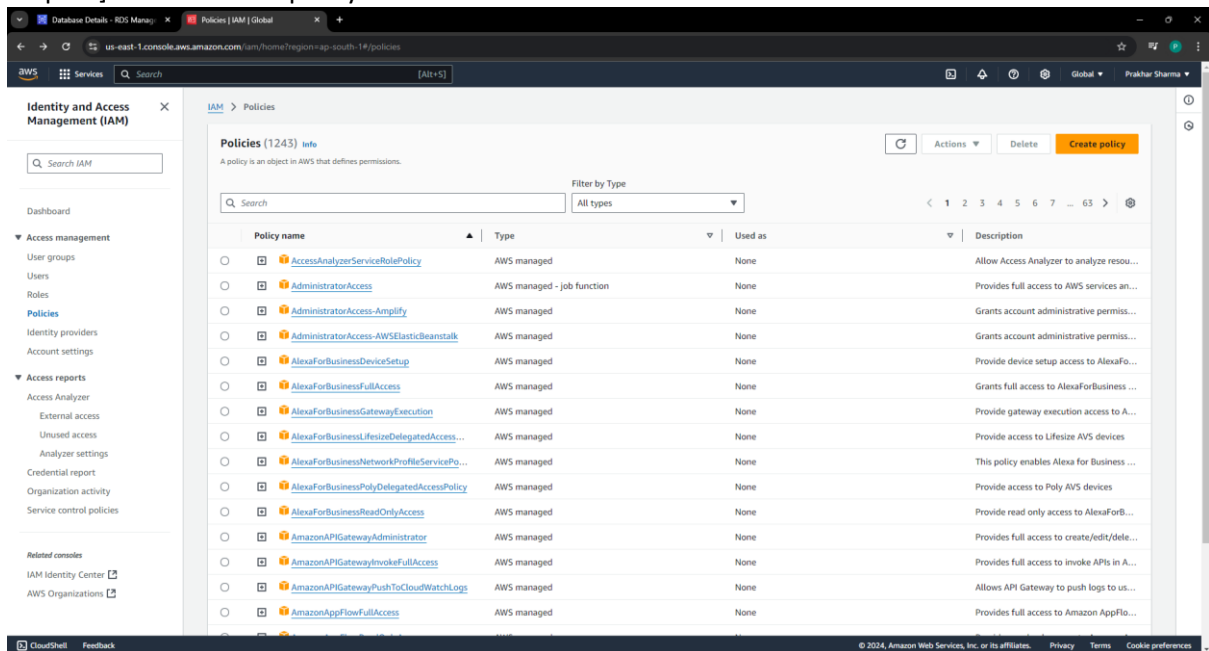 Database Details - RDS Manag
Policies | IAM | Global
us-east-1.console.aws.amazon.com/iam/home?region=ap-south-1#/policies
aws Services Search [Alt+S] Global Prakhar Sharma
Identity and Access Management (IAM)
Search IAM
Dashboard
Access management
User groups
Users
Roles
Policies
Identity providers
Account settings
Access reports
Access Analyzer
External access
Unused access
Analyzer settings
Credential report
Organization activity
Service control policies
Related consoles
IAM Identity Center
AWS Organizations
IAM > Policies
Policies (1243) Info
A policy is an object in AWS that defines permissions.
Actions Delete Create policy
Filter by Type
Search All types 1 2 3 4 5 6 7 ... 63
Policy name Type Used as Description
AccessAnalyzerServiceRolePolicy AWS managed None Allow Access Analyzer to analyze resou...
AdministratorAccess AWS managed - job function None Provides full access to AWS services an...
AdministratorAccess-Amplify AWS managed None Grants account administrative permiss...
AdministratorAccess-AWSElasticBeanstalk AWS managed None Grants account administrative permiss...
AlexaForBusinessDeviceSetup AWS managed None Provide device setup access to AlexaFo...
AlexaForBusinessFullAccess AWS managed None Grants full access to AlexaForBusiness ...
AlexaForBusinessGatewayExecution AWS managed None Provide gateway execution access to A...
AlexaForBusinessLifesizeDelegatedAccess... AWS managed None Provide access to Lifesize AVS devices
AlexaForBusinessNetworkProfileServicePo... AWS managed None This policy enables Alexa for Business ...
AlexaForBusinessPolyDelegatedAccessPolicy AWS managed None Provide access to Poly AVS devices
AlexaForBusinessReadOnlyAccess AWS managed None Provide read only access to AlexaForB...
AmazonAPIGatewayAdministrator AWS managed None Provides full access to create/edit/dele...
AmazonAPIGatewayInvokeFullAccess AWS managed None Provides full access to invoke APIs in A...
AmazonAPIGatewayPushToCloudWatchLogs AWS managed None Allows API Gateway to push logs to us...
AmazonAppFlowFullAccess AWS managed None Provides full access to Amazon AppFlo...
CloudShell Feedback © 2024, Amazon Web Services, Inc. or its affiliates. Privacy Terms Cookie preferences